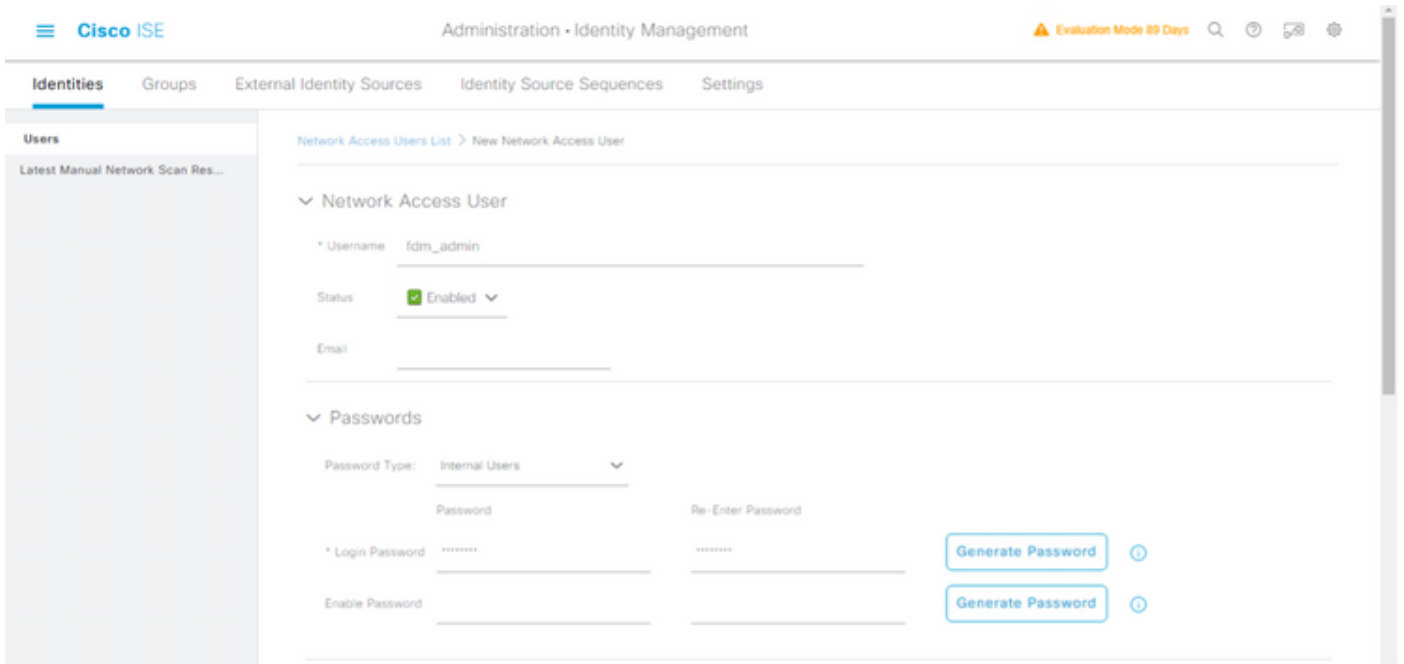 Cisco ISE
Administration · Identity Management
Evaluation Mode 89 Days
Identities Groups External Identity Sources Identity Source Sequences Settings
Users
Latest Manual Network Scan Res...
Network Access Users List > New Network Access User
Network Access User
* Username fdm_admin
Status Enabled
Email
Passwords
Password Type: Internal Users
Password Re-Enter Password
* Login Password ········ ········ Generate Password
Enable Password Generate Password